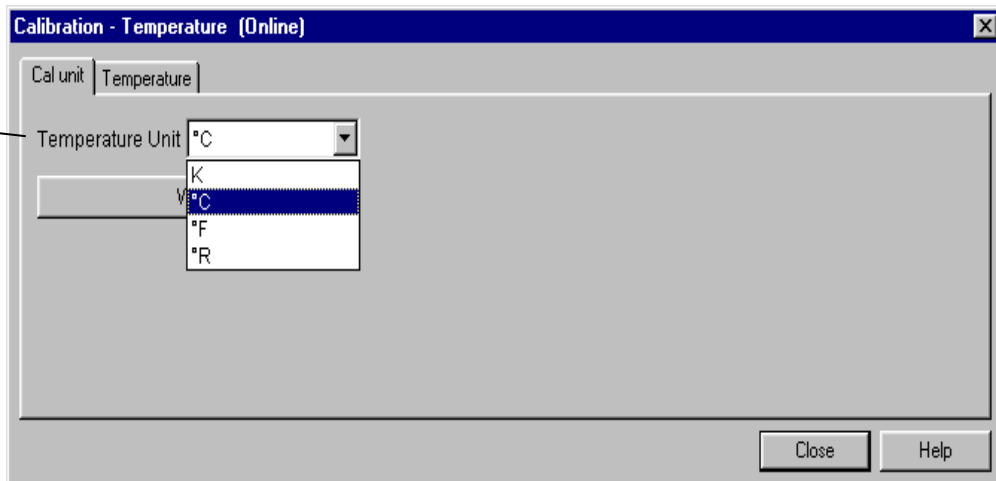 Calibration - Temperature (Online)
Cal unit Temperature
Temperature Unit °C
K
°C
°F
°R
Close Help